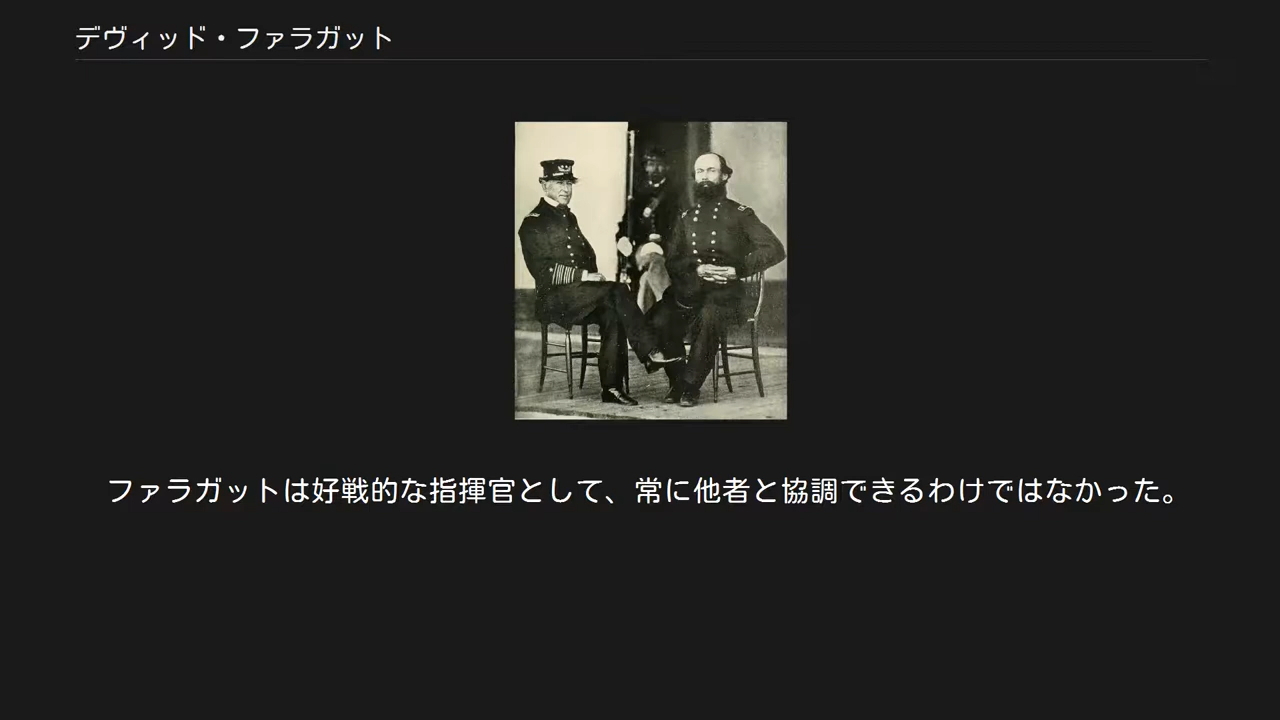 デヴィッド・ファラガット
ファラガットは好戦的な指揮官として、常に他者と協調できるわけではなかった。